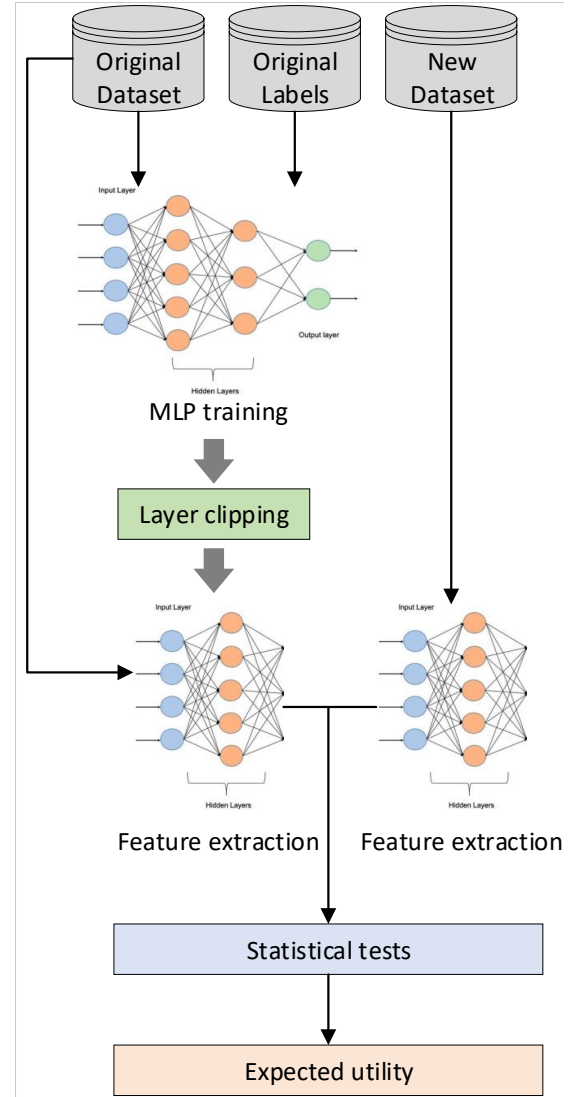 Original
Dataset
Original
Labels
New
Dataset
Input Layer
Output layer
Hidden Layers
MLP training
Layer clipping
Input Layer
Input Layer
Hidden Layers
Hidden Layers
Feature extraction
Feature extraction
Statistical tests
Expected utility